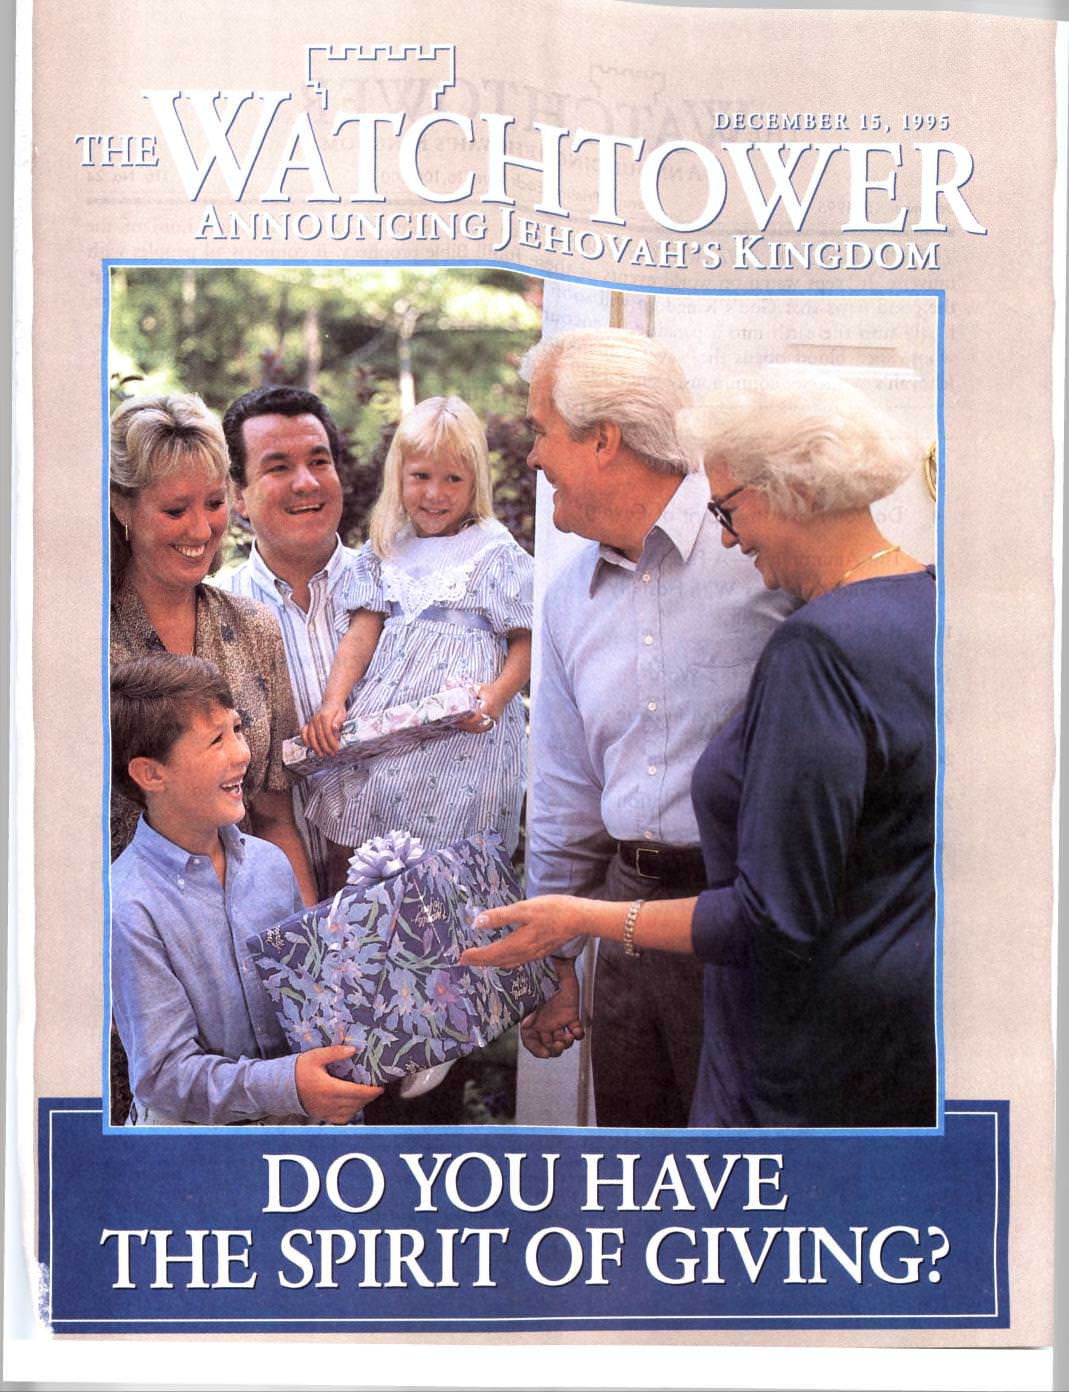 DECEMBER 15, 1995
THE WATCHTOWER
ANNOUNCING JEHOVAH'S KINGDOM
DO YOU HAVE
THE SPIRIT OF GIVING?